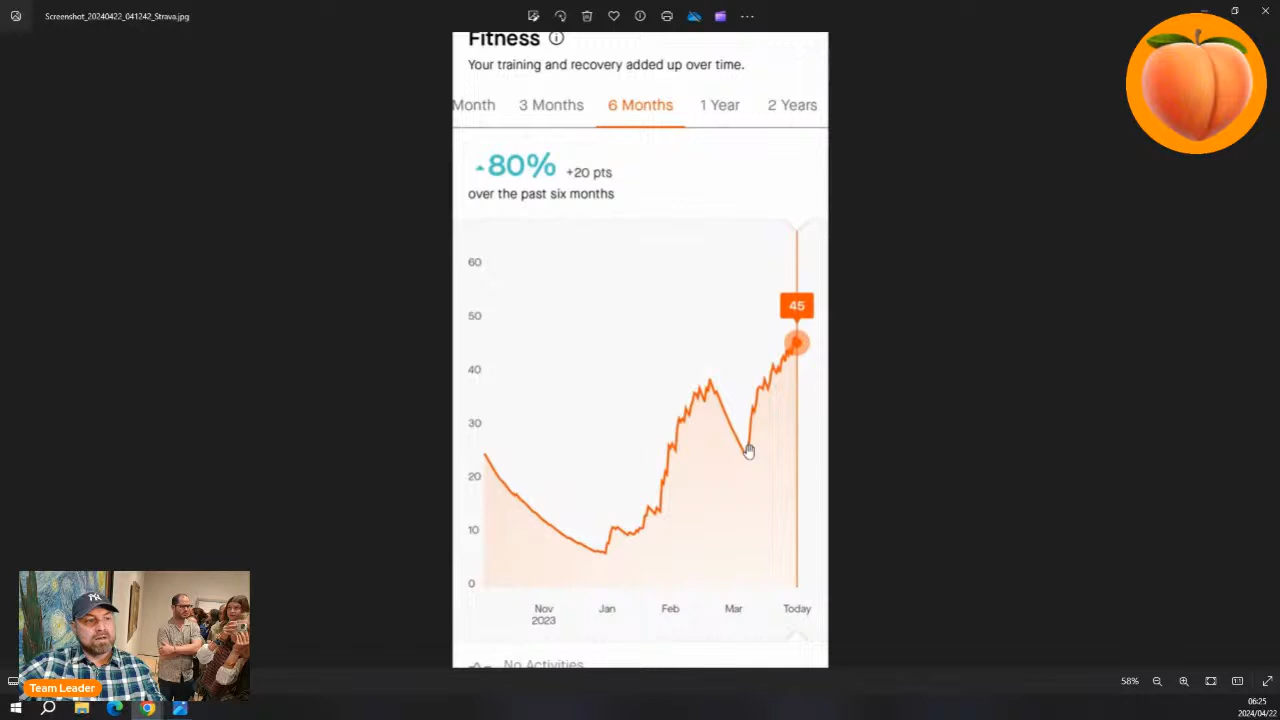 Screenshot_20240422_041242_Strava.jpg
Fitness
Your training and recovery added up over time.
Month 3 Months 6 Months 1 Year 2 Years
80% +20 pts
over the past six months
60
50
45
40
30
20
10
0
Nov 2023 Jan Feb Mar Today
No Activities
NY
Team Leader
58%
06:25
2024/04/22